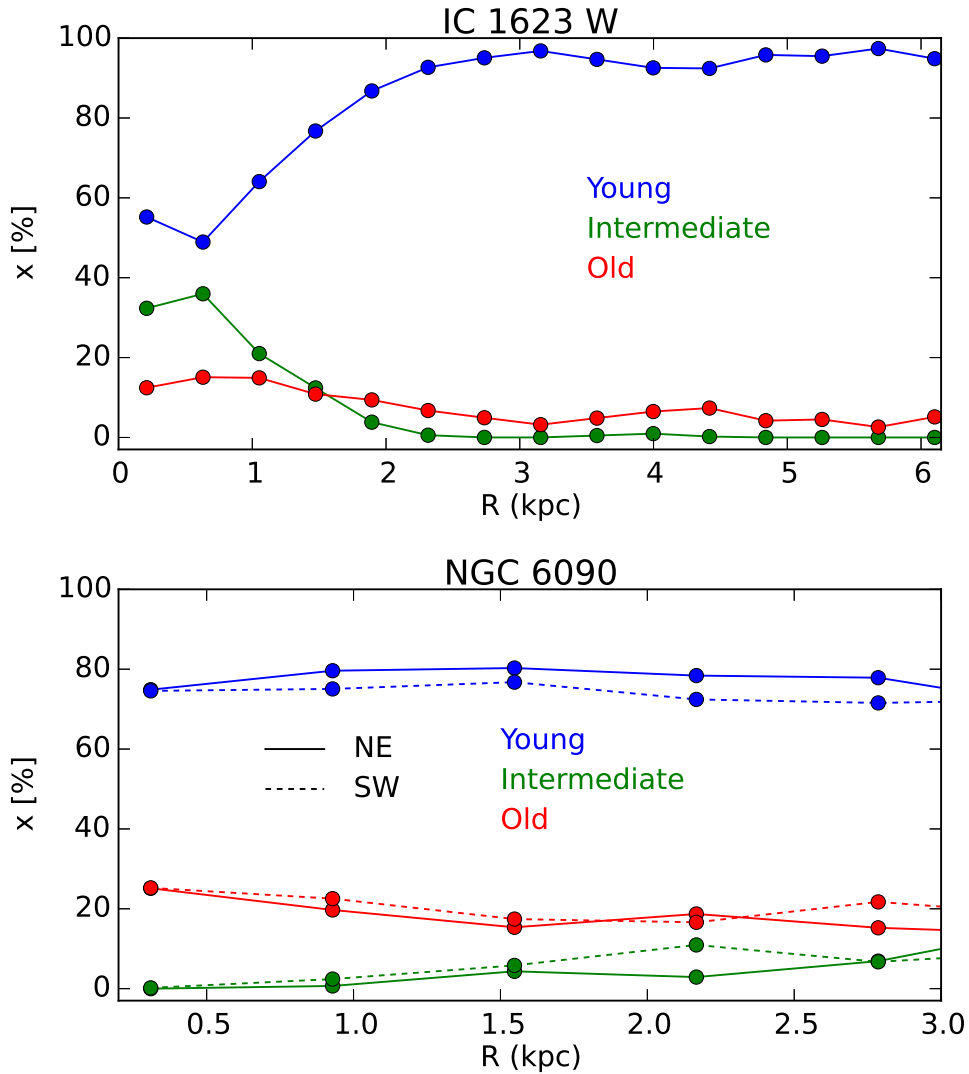 IC 1623 W
100
80
60
40
20
0
x [%]
Young
Intermediate
Old
0 1 2 3 4 5 6
R (kpc)
NGC 6090
100
80
60
40
20
0
x [%]
NE
SW
Young
Intermediate
Old
0.5 1.0 1.5 2.0 2.5 3.0
R (kpc)